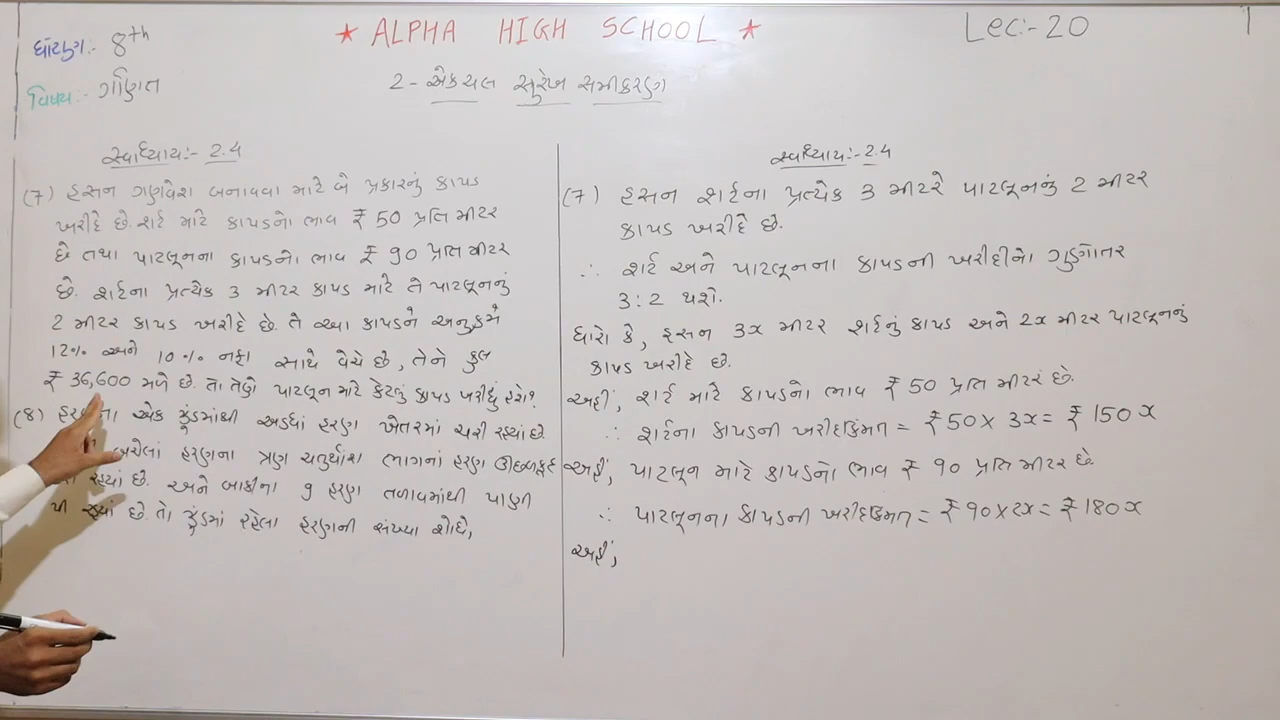 ધોરણ:- 8th
★ ALPHA HIGH SCHOOL ★
Lec:- 20
વિષય:- ગણિત
2 - એકચલ સુરેખ સમીકરણ
સ્વાધ્યાય:- 2.4
(7) હસન ગણવેશ બનાવવા માટે બે પ્રકારનું કાપડ
ખરીદે છે. શર્ટ માટે કાપડનો ભાવ ₹ 50 પ્રતિ મીટર
છે તથા પાટલૂનના કાપડનો ભાવ ₹ 90 પ્રતિ મીટર
છે. શર્ટના પ્રત્યેક 3 મીટર કાપડ માટે તે પાટલૂનનું
2 મીટર કાપડ ખરીદે છે. તે આ કાપડને અનુક્રમે
12% અને 10% નફા સાથે વેચે છે, તેને કુલ
₹ 36,600 મળે છે. તો તેણે પાટલૂન માટે કેટલું કાપડ ખરીદ્યું હશે?
(8) એક ઝુંડમાંથી અડધાં હરણ ખેતરમાં ચરી રહ્યાં છે.
બચેલાં હરણના ત્રણ ચતુર્થાંશ ભાગનાં હરણ ઊછળકૂદ
રહ્યાં છે. અને બાકીના 9 હરણ તળાવમાંથી પાણી
પી રહ્યાં છે. તો ઝુંડમાં રહેલા હરણની સંખ્યા શોધો,
સ્વાધ્યાય:- 2.4
(7) હસન શર્ટના પ્રત્યેક 3 મીટરે પાટલૂનનું 2 મીટર
કાપડ ખરીદે છે.
∴ શર્ટ અને પાટલૂનના કાપડની ખરીદીનો ગુણોતર
3:2 થશે.
ધારો કે, હસન 3x મીટર શર્ટનું કાપડ અને 2x મીટર પાટલૂનનું
કાપડ ખરીદે છે.
અહીં, શર્ટ માટે કાપડનો ભાવ ₹ 50 પ્રતિ મીટર છે.
∴ શર્ટના કાપડની ખરીદકિંમત = ₹ 50 x 3x = ₹ 150 x
અહીં, પાટલૂન માટે કાપડનો ભાવ ₹ 90 પ્રતિ મીટર છે.
∴ પાટલૂનના કાપડની ખરીદકિંમત = ₹ 90 x 2x = ₹ 180 x
અહીં,